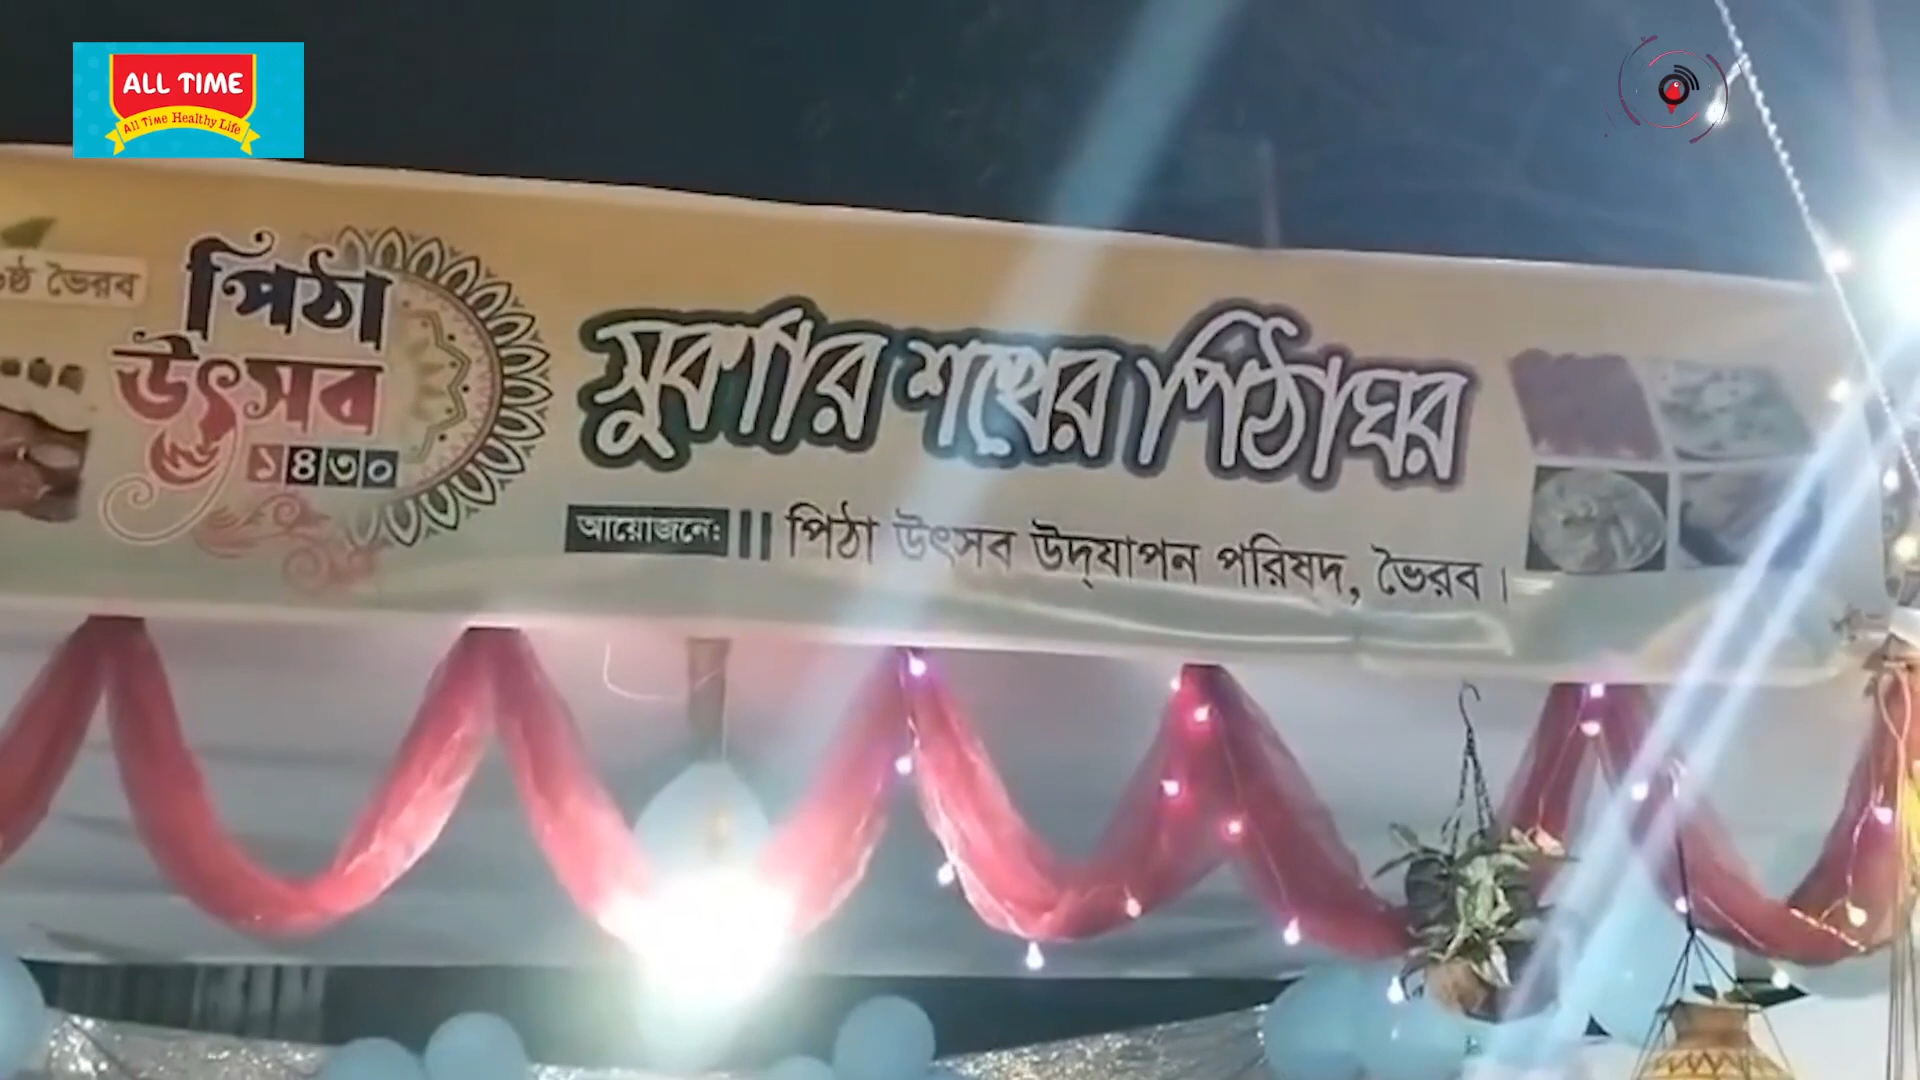 ALL TIME
All Time Healthy Life
ভৈরব
পিঠা
উৎসব
১৪৩০
সুবর্ণার শখের পিঠাঘর
আয়োজনে: || পিঠা উৎসব উদ্‌যাপন পরিষদ, ভৈরব।